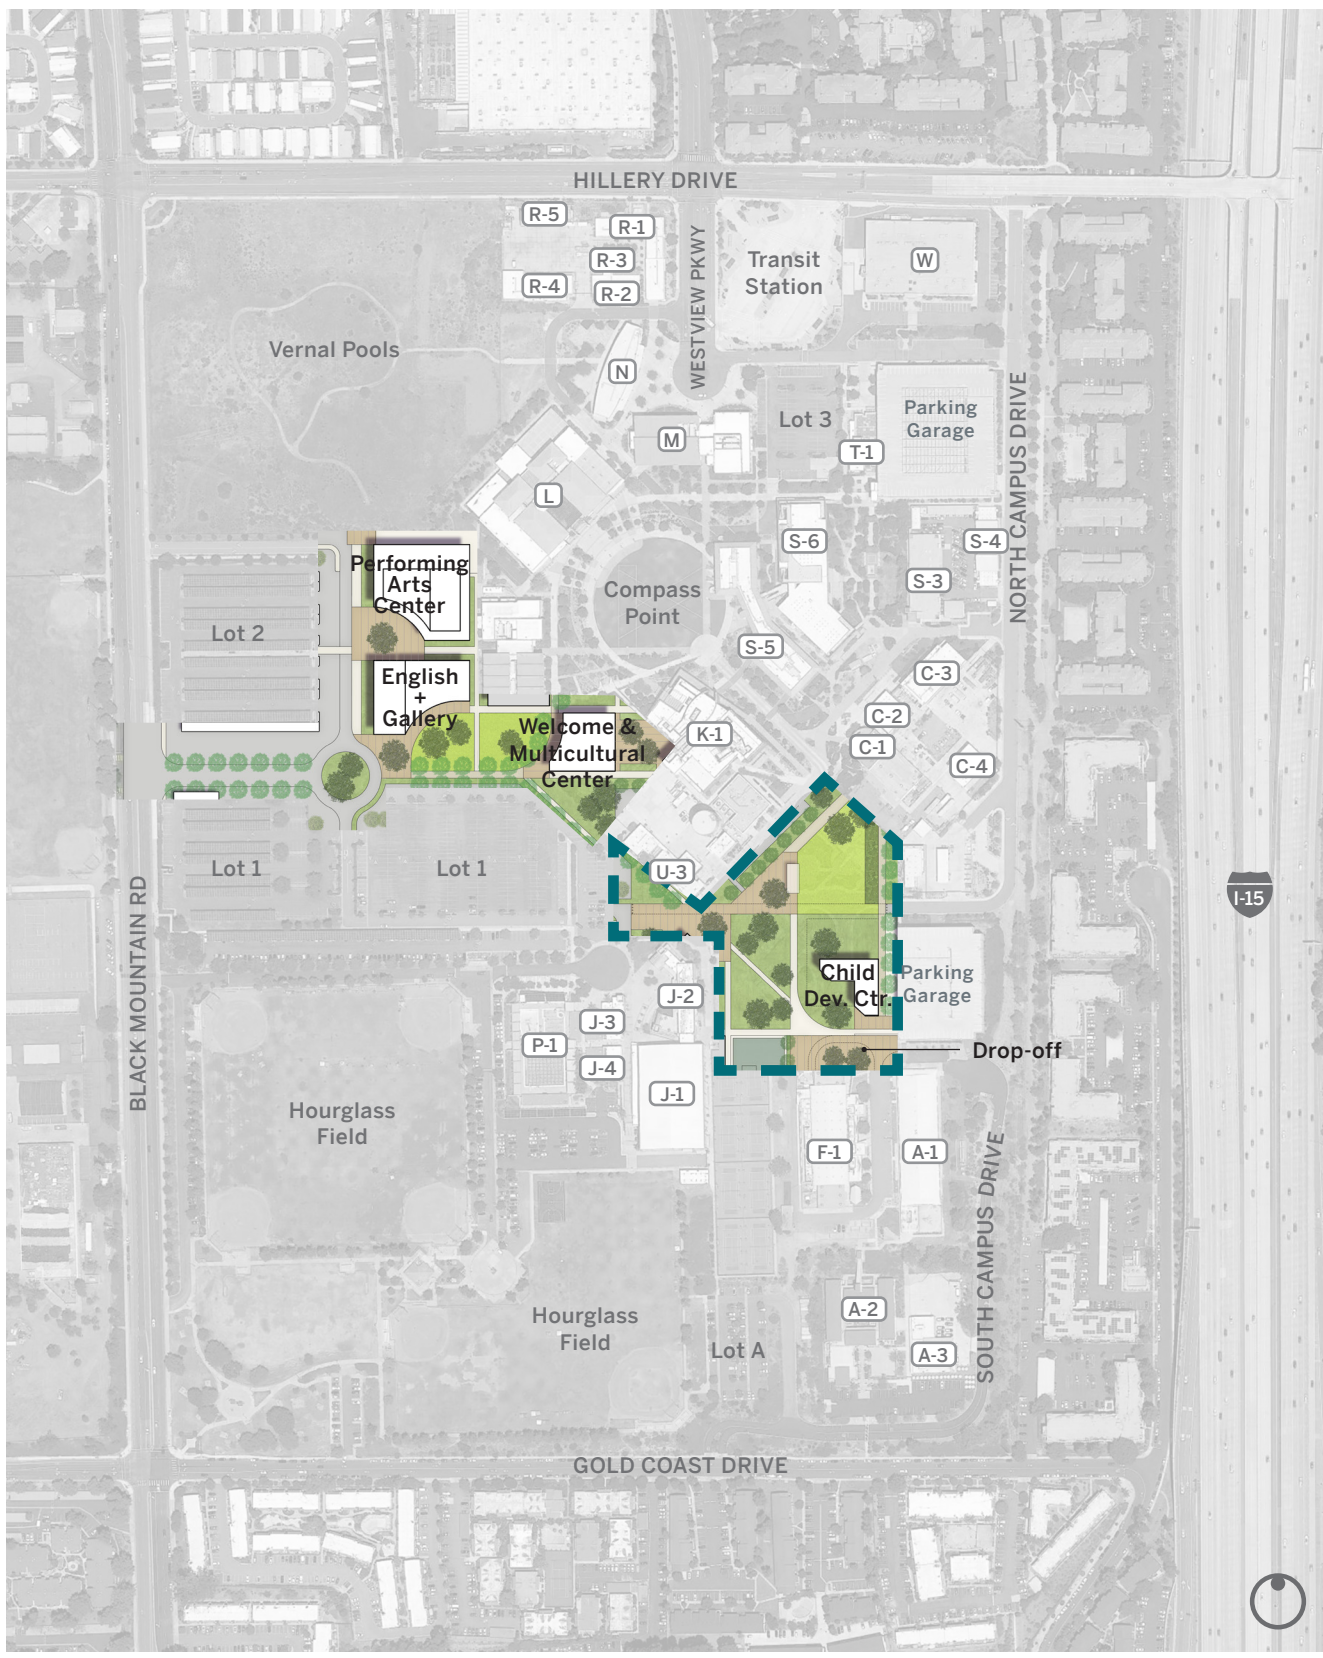 HILLERY DRIVE
R-5
R-1
R-3
R-4
R-2
WESTVIEW PKWY
Transit
Station
W
Vernal Pools
N
Lot 3
Parking
Garage
NORTH CAMPUS DRIVE
M
T-1
L
S-6
S-4
S-3
Performing
Arts
Center
Compass
Point
Lot 2
S-5
English
+
Gallery
C-3
C-2
C-1
C-4
Welcome &
Multicultural
Center
K-1
Lot 1
Lot 1
U-3
I-15
BLACK MOUNTAIN RD
Child
Dev. Ctr.
Parking
Garage
J-2
J-3
P-1
J-4
J-1
Drop-off
Hourglass
Field
F-1
A-1
SOUTH CAMPUS DRIVE
Hourglass
Field
A-2
Lot A
A-3
GOLD COAST DRIVE